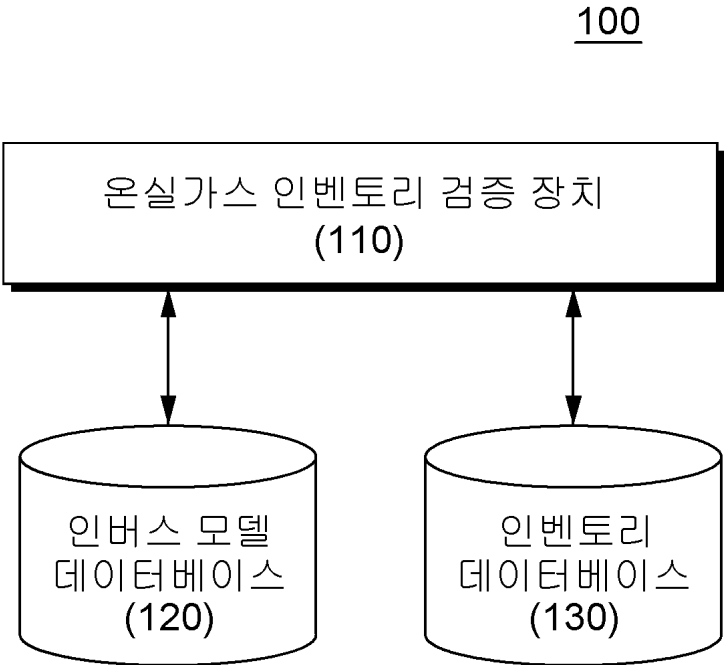 100
온실가스 인벤토리 검증 장치
(110)
인버스 모델
데이터베이스
(120)
인벤토리
데이터베이스
(130)